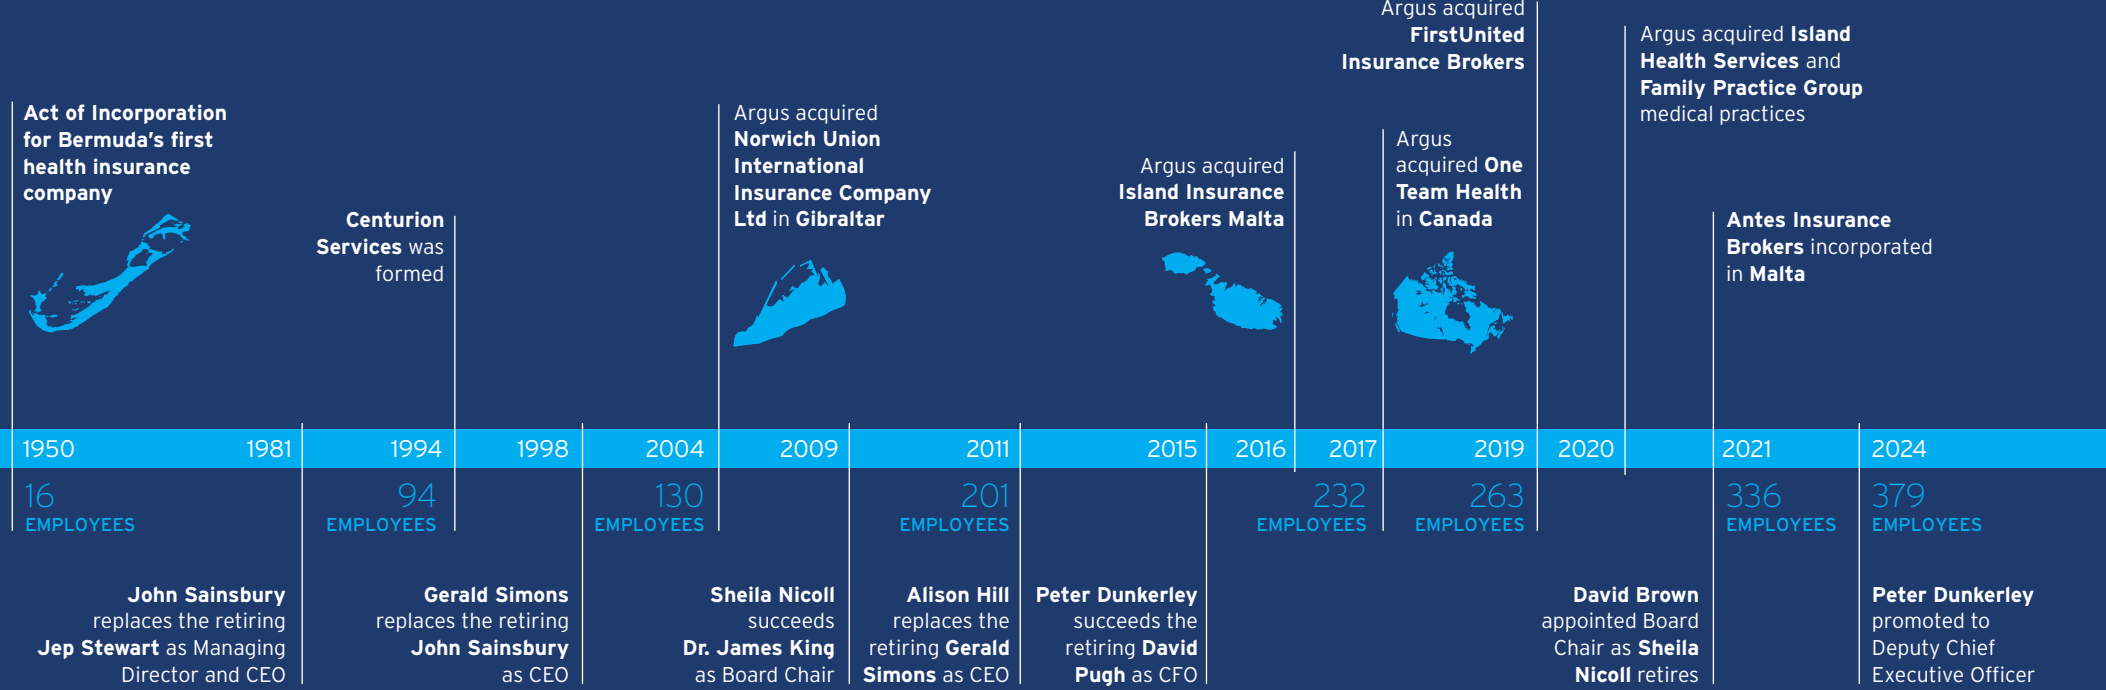 Act of Incorporation
for Bermuda's first
health insurance
company
Centurion
Services was
formed
Argus acquired
Norwich Union
International
Insurance Company
Ltd in Gibraltar
Argus acquired
Island Insurance
Brokers Malta
Argus
acquired One
Team Health
in Canada
Argus acquired
FirstUnited
Insurance Brokers
Argus acquired Island
Health Services and
Family Practice Group
medical practices
Antes Insurance
Brokers incorporated
in Malta
1950 1981 1994 1998 2004 2009 2011 2015 2016 2017 2019 2020 2021 2024
16
EMPLOYEES
94
EMPLOYEES
130
EMPLOYEES
201
EMPLOYEES
232
EMPLOYEES
263
EMPLOYEES
336
EMPLOYEES
379
EMPLOYEES
John Sainsbury
replaces the retiring
Jep Stewart as Managing
Director and CEO
Gerald Simons
replaces the retiring
John Sainsbury
as CEO
Sheila Nicoll
succeeds
Dr. James King
as Board Chair
Alison Hill
replaces the
retiring Gerald
Simons as CEO
Peter Dunkerley
succeeds the
retiring David
Pugh as CFO
David Brown
appointed Board
Chair as Sheila
Nicoll retires
Peter Dunkerley
promoted to
Deputy Chief
Executive Officer